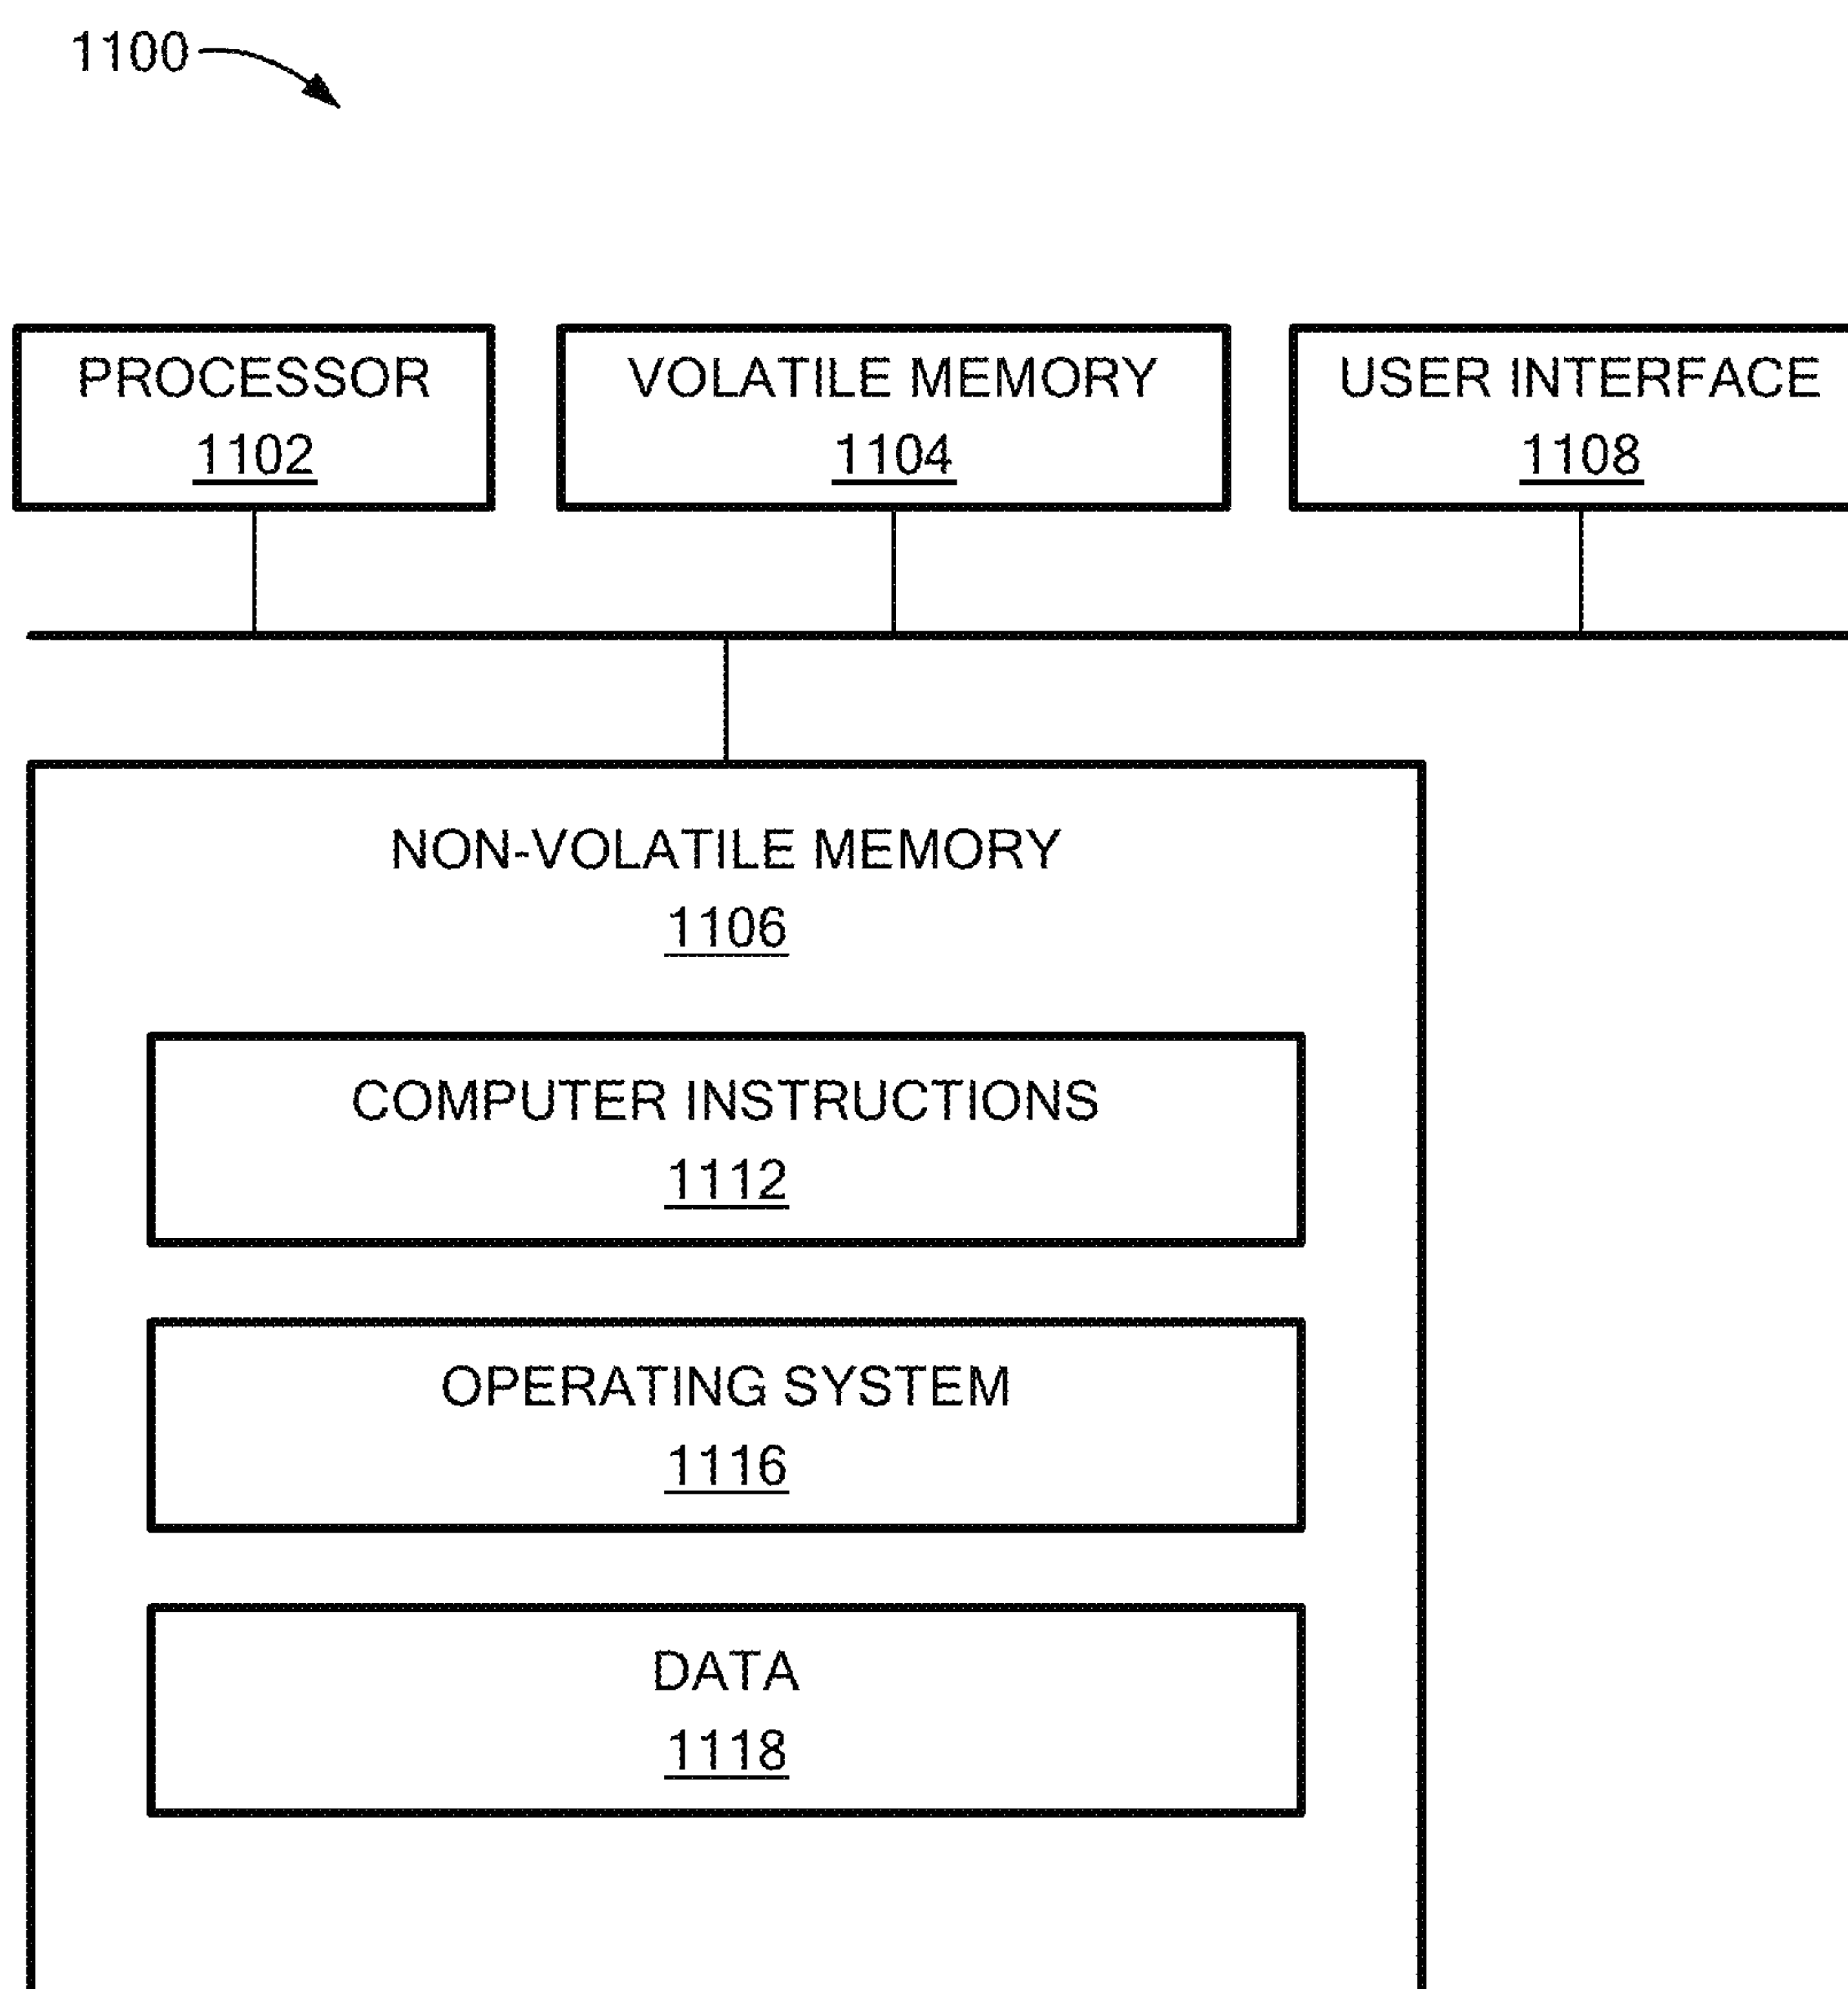 1100
PROCESSOR
1102
VOLATILE MEMORY
1104
USER INTERFACE
1108
NON-VOLATILE MEMORY
1106
COMPUTER INSTRUCTIONS
1112
OPERATING SYSTEM
1116
DATA
1118